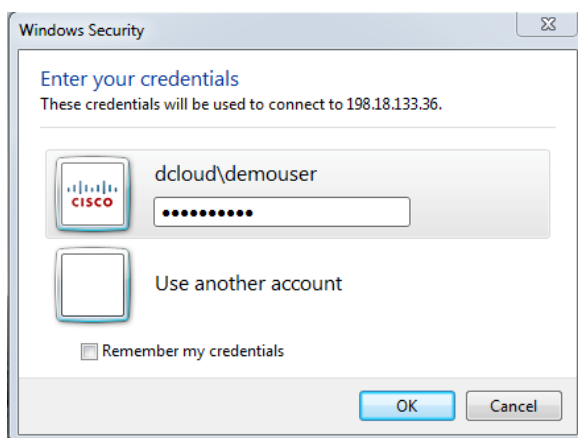 Windows Security
Enter your credentials
These credentials will be used to connect to 198.18.133.36.
CISCO
dcloud\demouser
••••••••••
Use another account
Remember my credentials
OK
Cancel